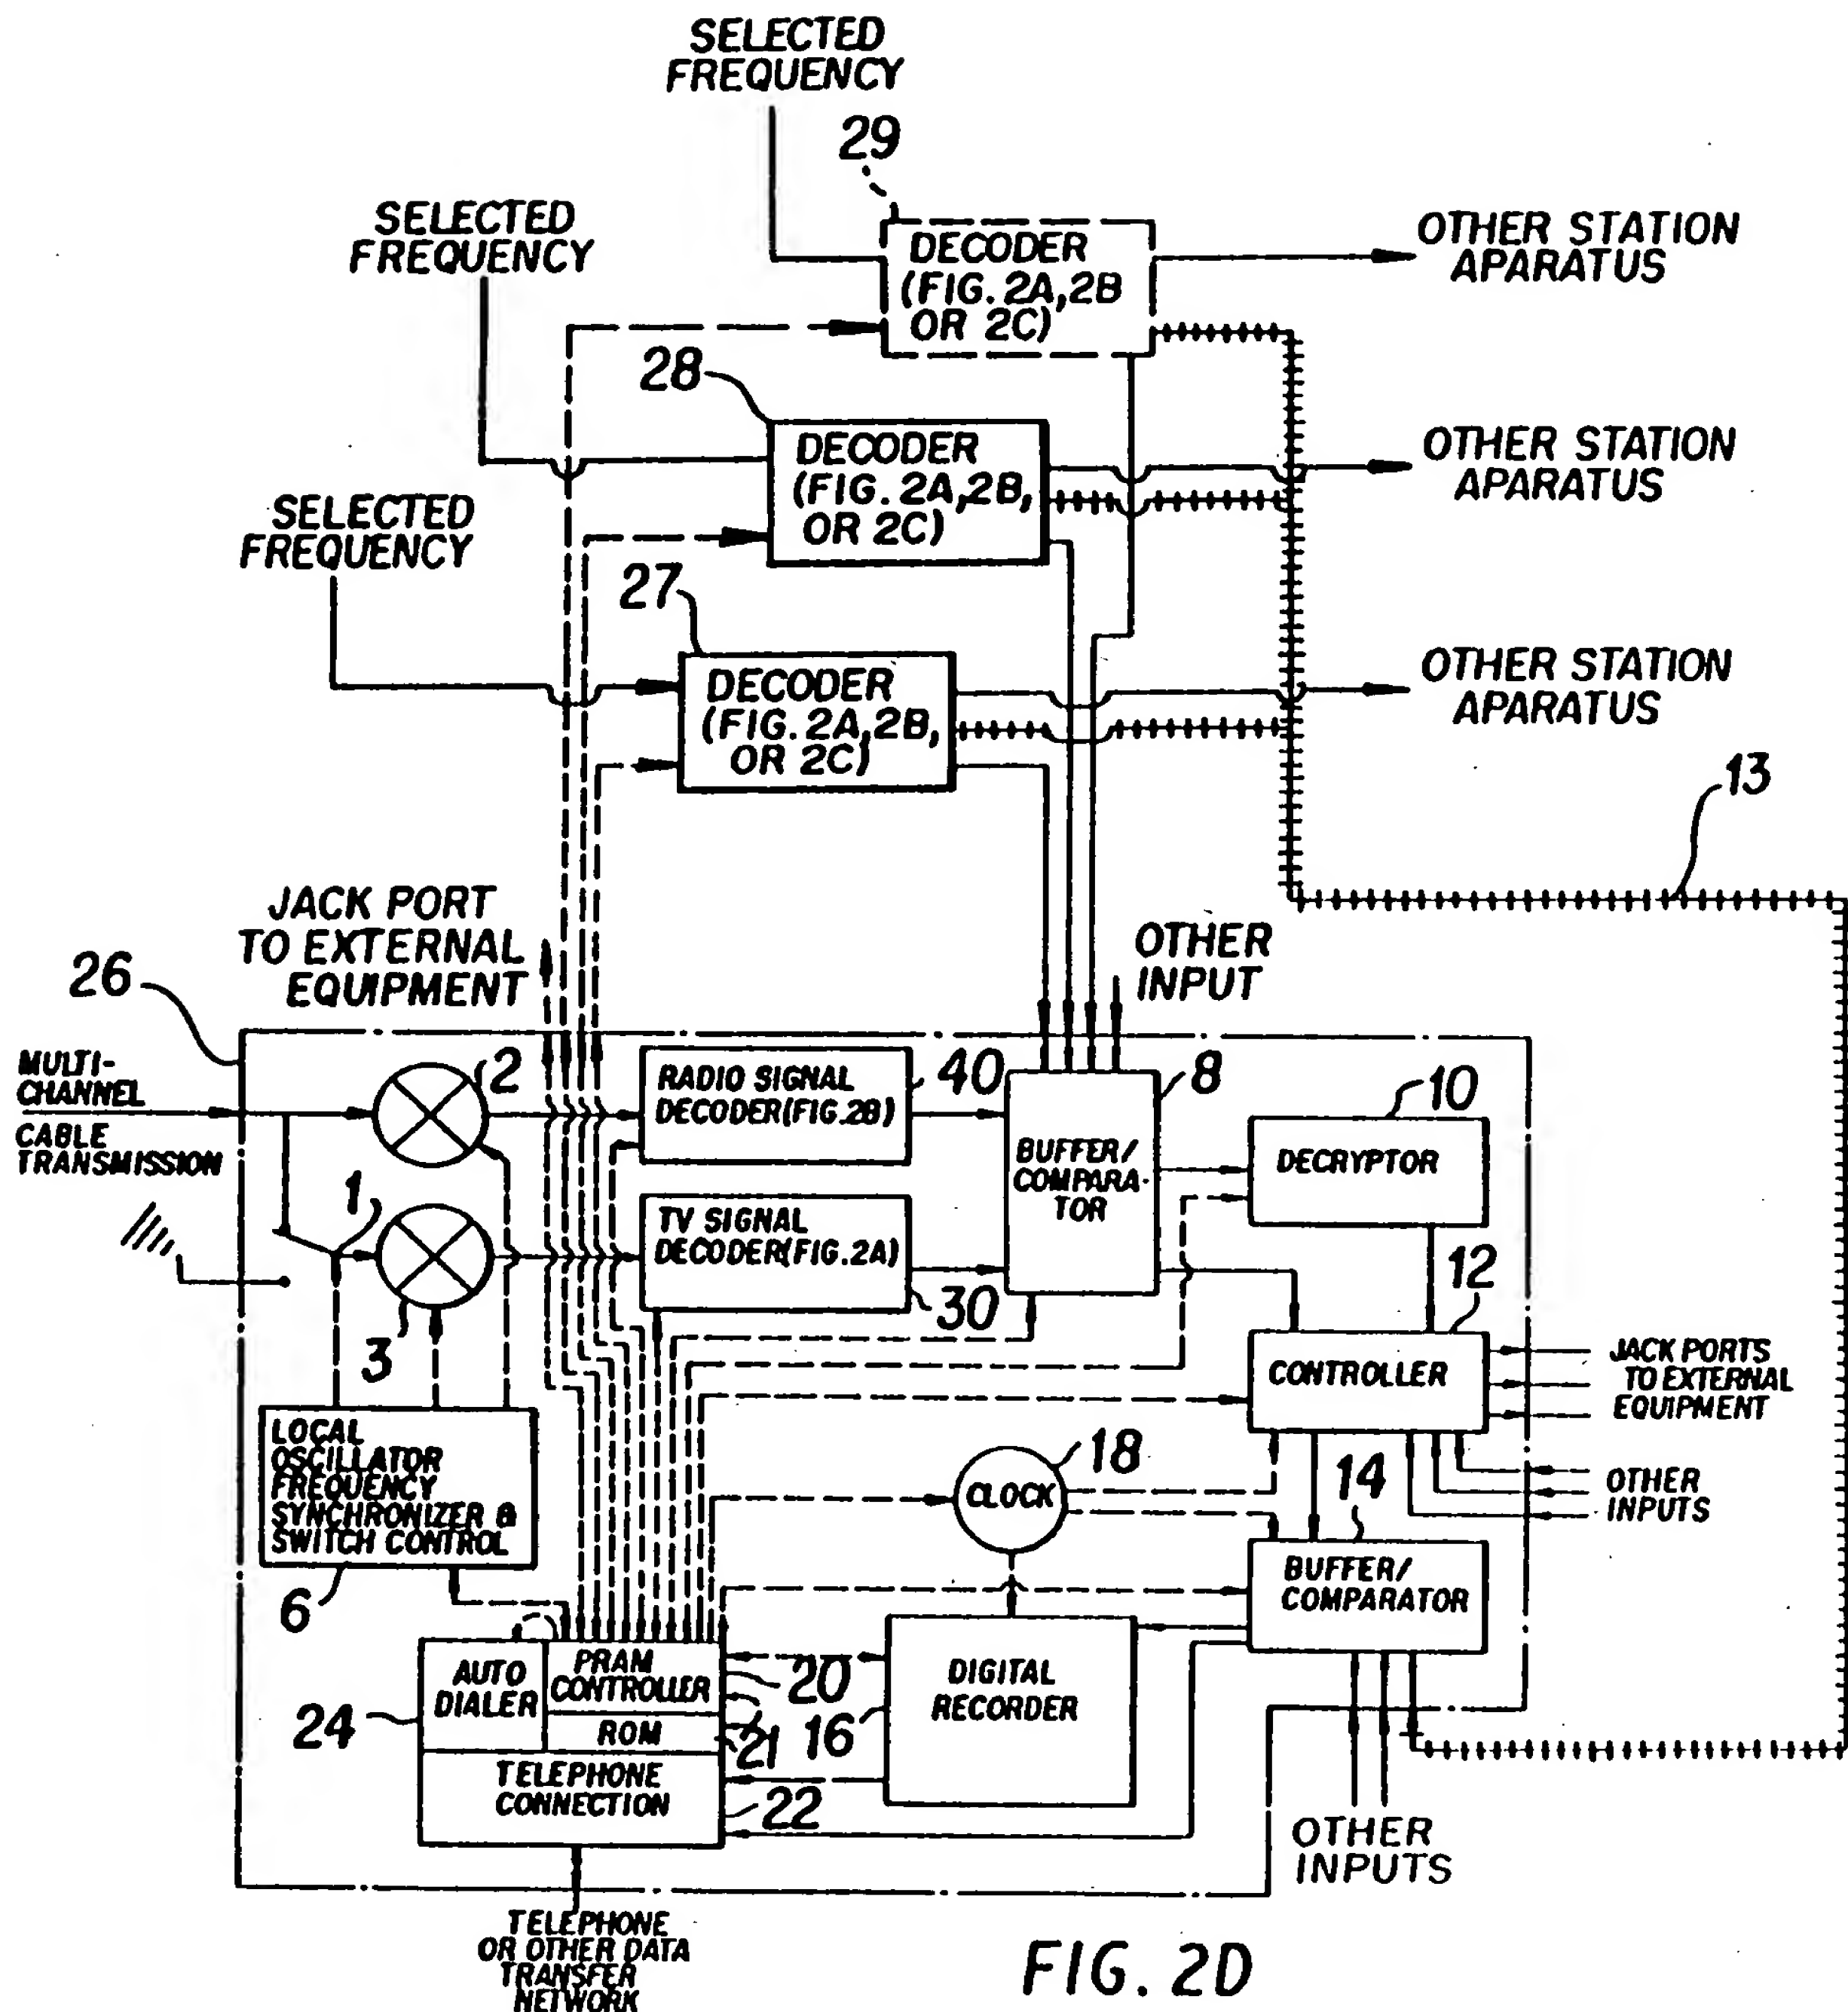 SELECTED
FREQUENCY
29
SELECTED
FREQUENCY
DECODER
(FIG. 2A,2B
OR 2C)
OTHER STATION
APARATUS
28
DECODER
(FIG. 2A,2B,
OR 2C)
OTHER STATION
APARATUS
SELECTED
FREQUENCY
27
DECODER
(FIG. 2A,2B,
OR 2C)
OTHER STATION
APARATUS
13
JACK PORT
TO EXTERNAL
EQUIPMENT
OTHER
INPUT
26
MULTI-
CHANNEL
CABLE
TRANSMISSION
2
RADIO SIGNAL
DECODER(FIG.2B)
40
8
BUFFER/
COMPARA-
TOR
10
DECRYPTOR
1
3
TV SIGNAL
DECODER(FIG.2A)
30
12
CONTROLLER
JACK PORTS
TO EXTERNAL
EQUIPMENT
LOCAL
OSCILLATOR
FREQUENCY
SYNCHRONIZER &
SWITCH CONTROL
6
CLOCK
18
14
OTHER
INPUTS
BUFFER/
COMPARATOR
AUTO
DIALER
24
PRAM
CONTROLLER
20
ROM
21
16
DIGITAL
RECORDER
TELEPHONE
CONNECTION
22
OTHER
INPUTS
TELEPHONE
OR OTHER DATA
TRANSFER
NETWORK
FIG. 2D